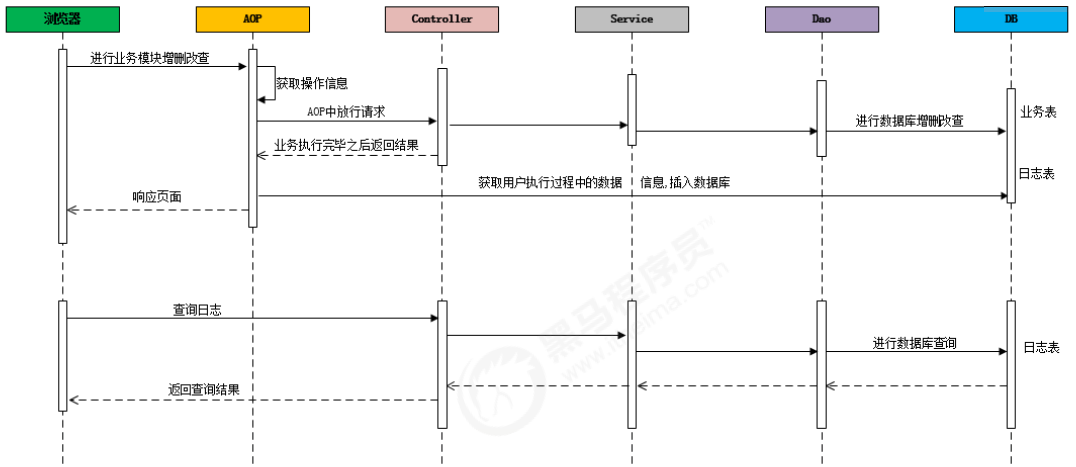 浏览器
AOP
Controller
Service
Dao
DB
进行业务模块增删改查
获取操作信息
AOP中放行请求
业务表
进行数据库增删改查
业务执行完毕之后返回结果
日志表
获取用户执行过程中的数据 信息,插入数据库
响应页面
查询日志
进行数据库查询
日志表
返回查询结果
黑马程序员™
www.itheima.com